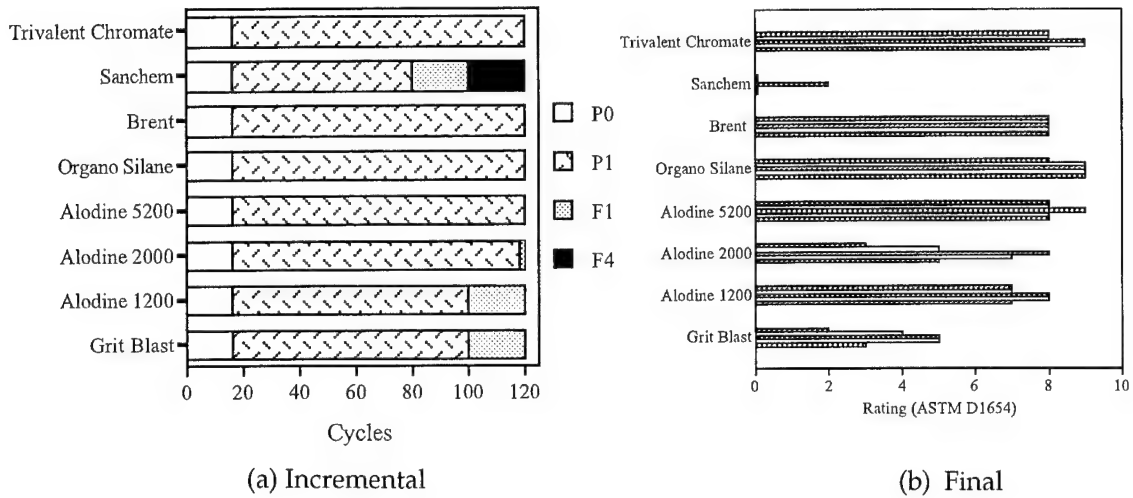 Trivalent Chromate
Sanchem
Brent
Organo Silane
Alodine 5200
Alodine 2000
Alodine 1200
Grit Blast
0 20 40 60 80 100 120
Cycles
P0
P1
F1
F4
(a) Incremental
Trivalent Chromate
Sanchem
Brent
Organo Silane
Alodine 5200
Alodine 2000
Alodine 1200
Grit Blast
0 2 4 6 8 10
Rating (ASTM D1654)
(b) Final